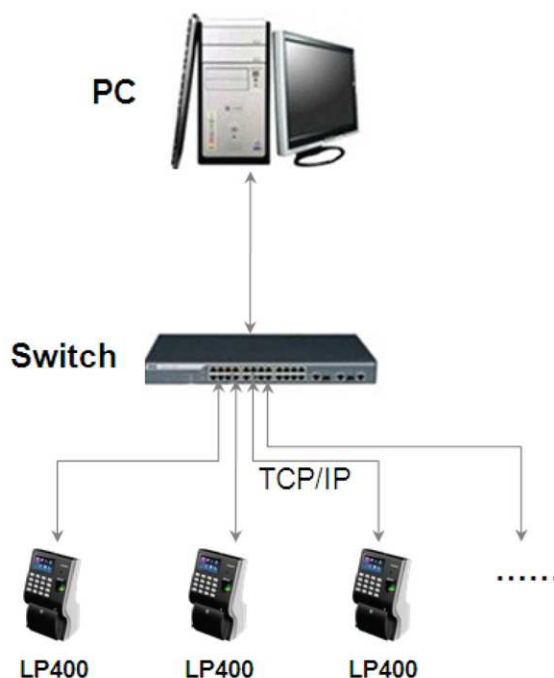 PC
Switch
TCP/IP
......
LP400
LP400
LP400